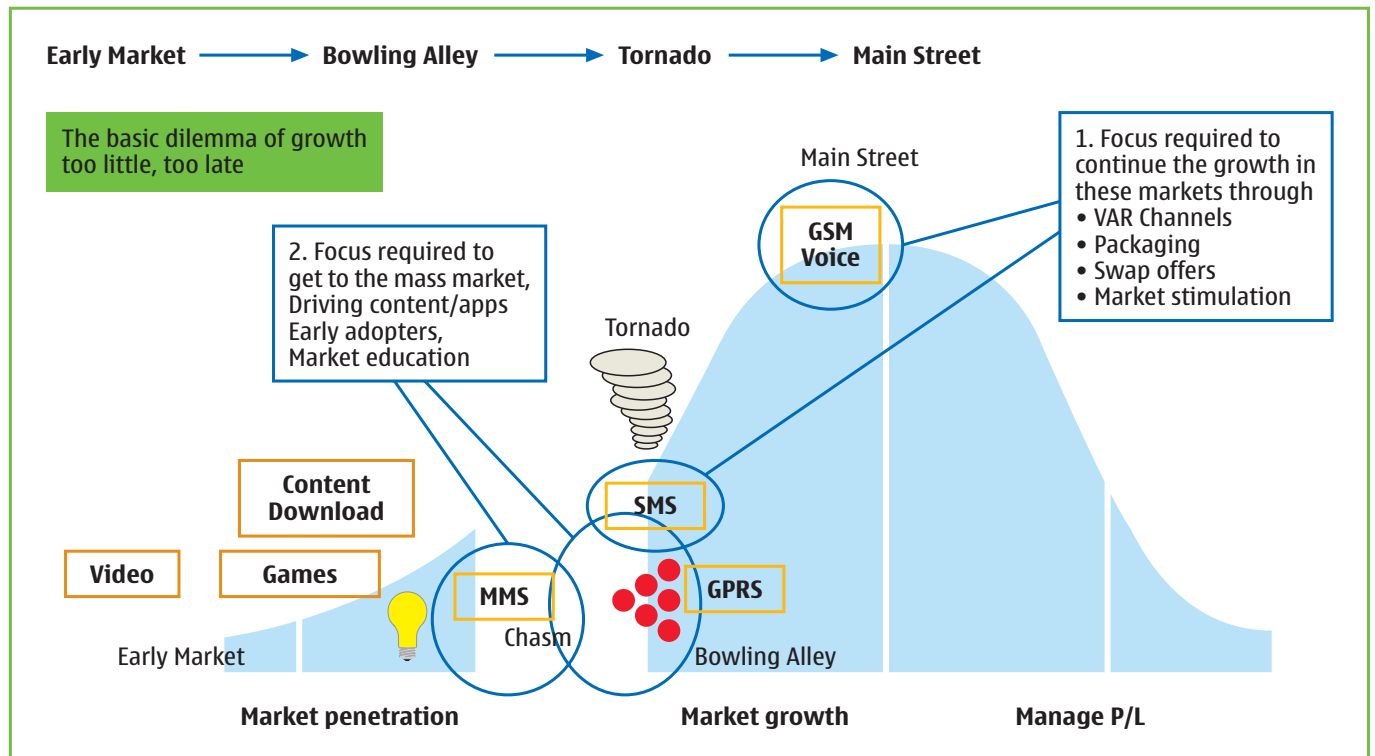 Early Market
Bowling Alley
Tornado
Main Street
The basic dilemma of growth
too little, too late
Main Street
GSM
Voice
1. Focus required to
continue the growth in
these markets through
• VAR Channels
• Packaging
• Swap offers
• Market stimulation
2. Focus required to
get to the mass market,
Driving content/apps
Early adopters,
Market education
Tornado
Content
Download
SMS
Video
Games
MMS
GPRS
Chasm
Early Market
Bowling Alley
Market penetration
Market growth
Manage P/L